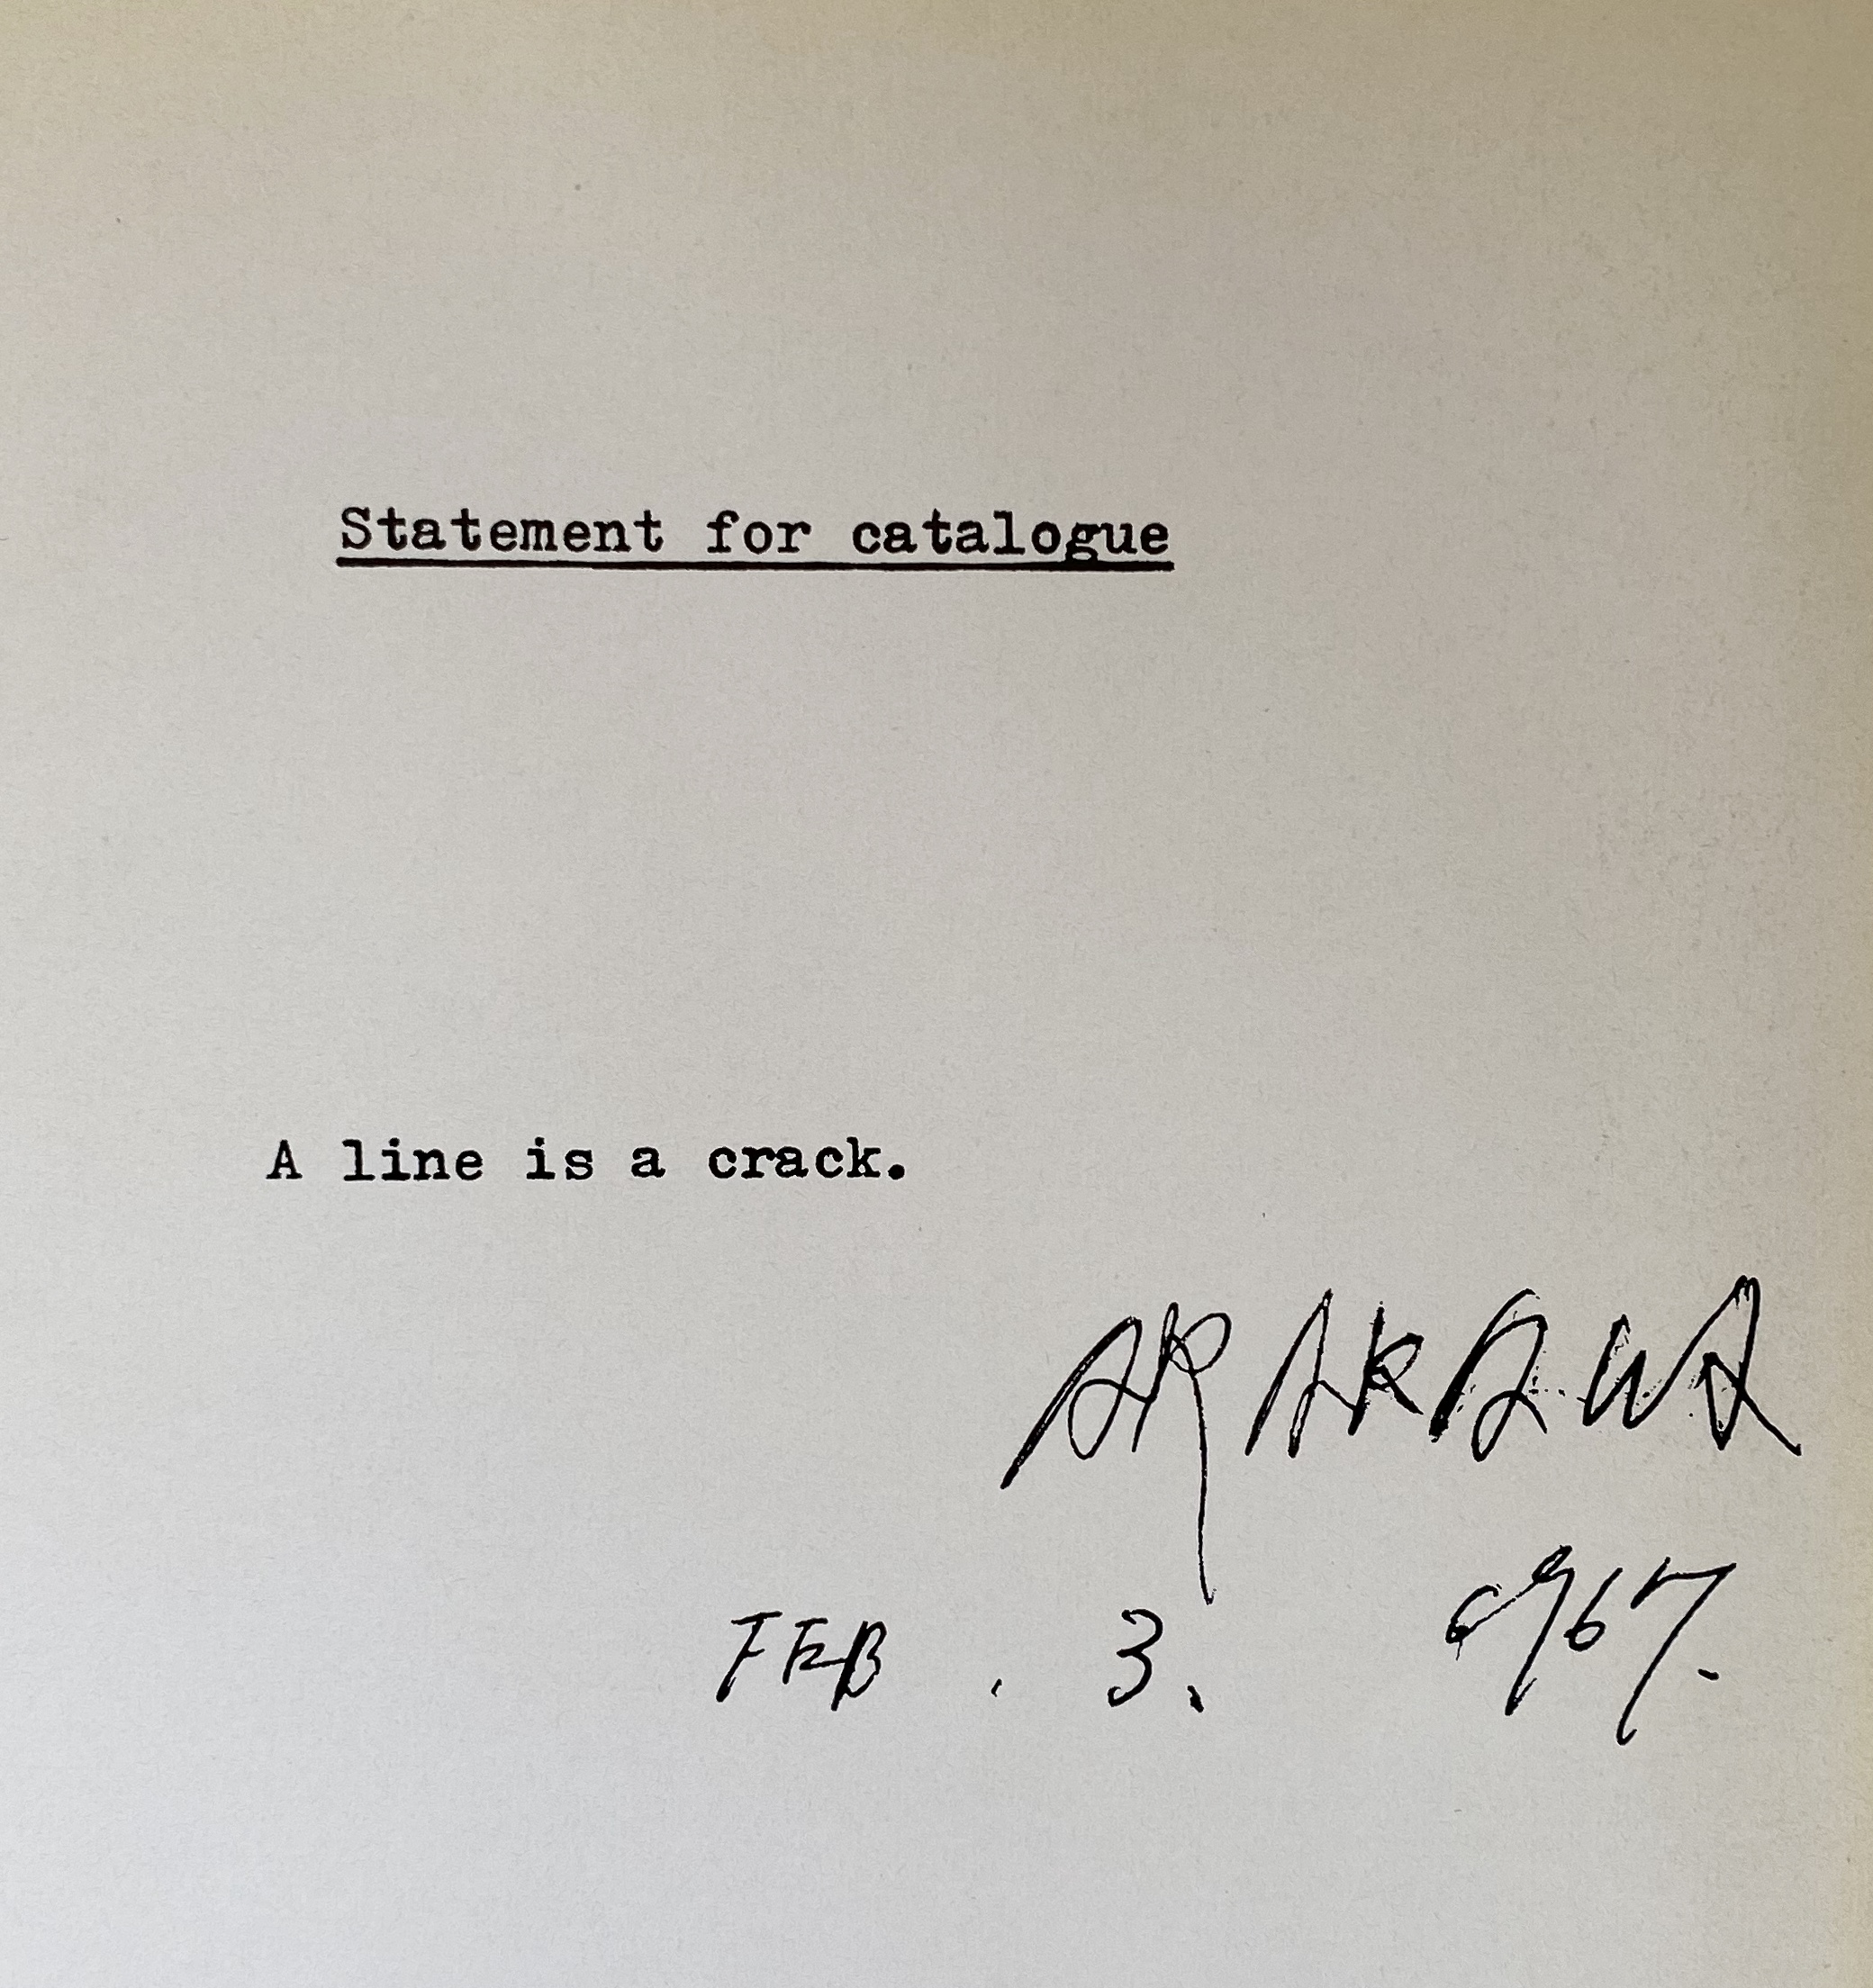 Statement for catalogue
A line is a crack.
ARAKAWA
FEB . 3. 1967.